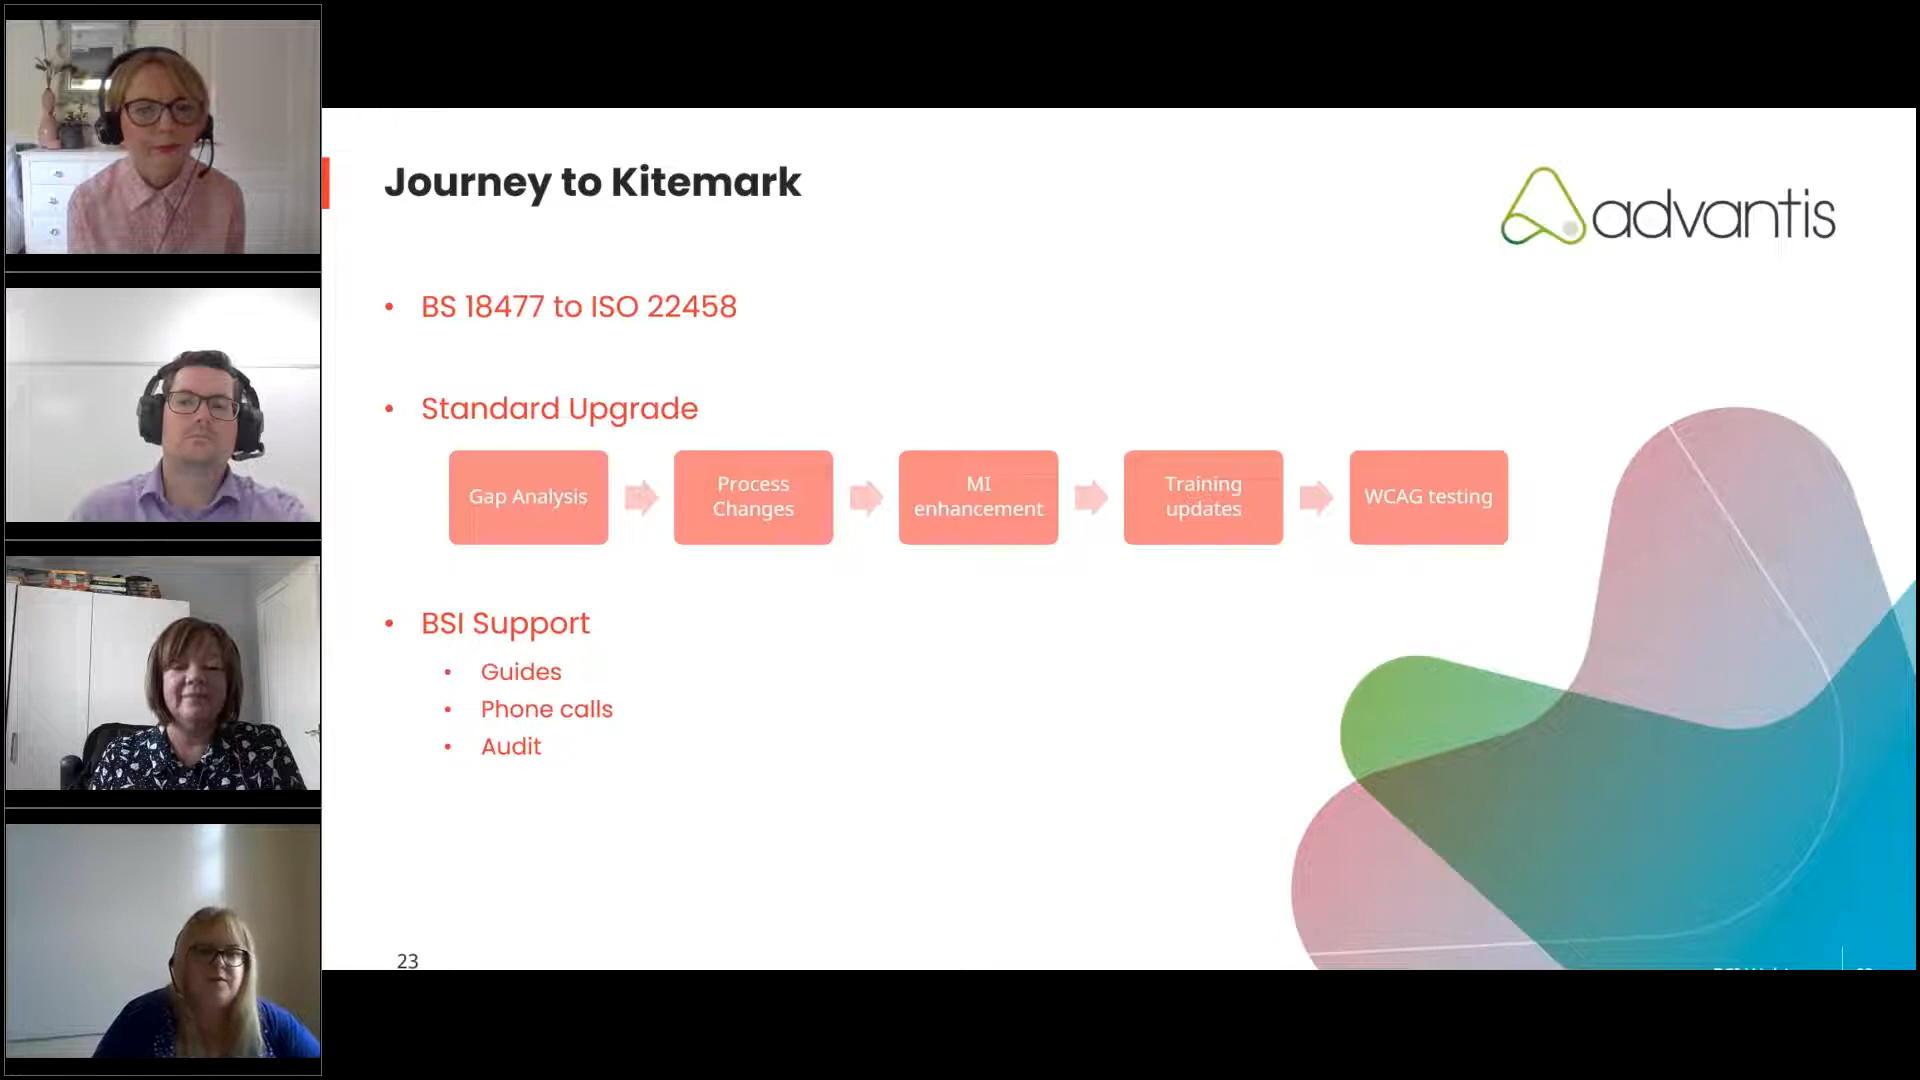 Journey to Kitemark
advantis
• BS 18477 to ISO 22458
• Standard Upgrade
Gap Analysis
Process
Changes
MI
enhancement
Training
updates
WCAG testing
• BSI Support
• Guides
• Phone calls
• Audit
23